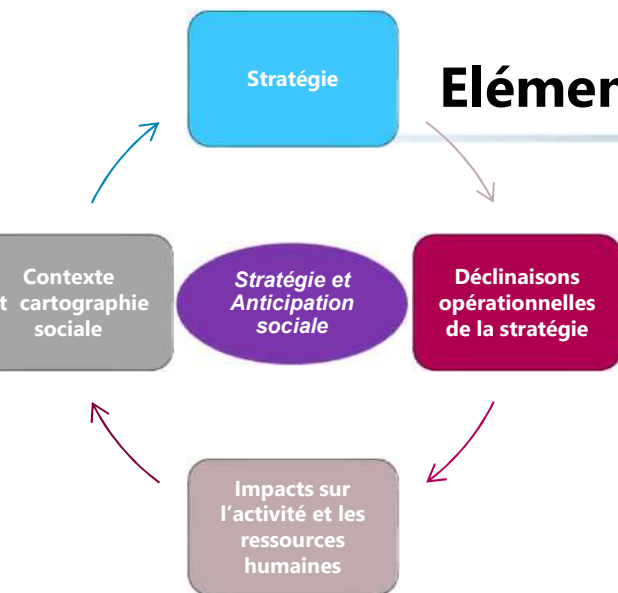 Stratégie
Elémen
Contexte
t cartographie
sociale
Stratégie et
Anticipation
sociale
Déclinaisons
opérationnelles
de la stratégie
Impacts sur
l'activité et les
ressources
humaines